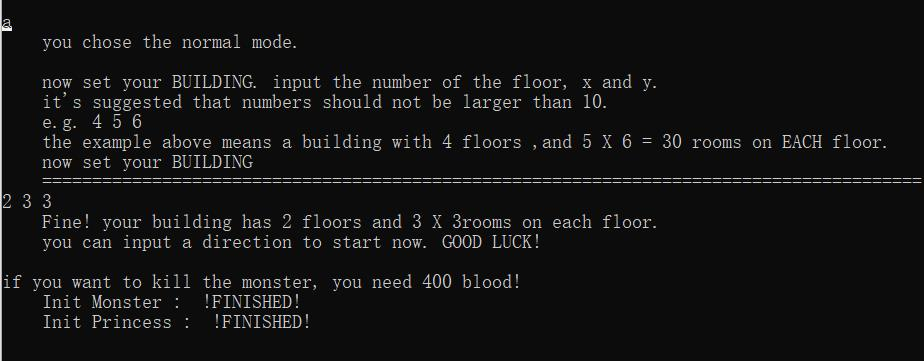 a
you chose the normal mode.
now set your BUILDING. input the number of the floor, x and y.
it's suggested that numbers should not be larger than 10.
e.g. 4 5 6
the example above means a building with 4 floors ,and 5 X 6 = 30 rooms on EACH floor.
now set your BUILDING
========================================================================================
2 3 3
Fine! your building has 2 floors and 3 X 3rooms on each floor.
you can input a direction to start now. GOOD LUCK!
if you want to kill the monster, you need 400 blood!
Init Monster :  !FINISHED!
Init Princess :  !FINISHED!